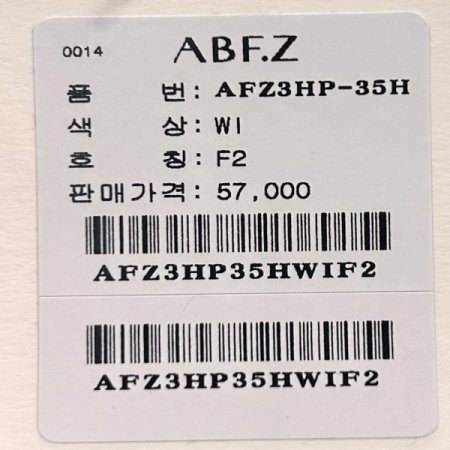 0014 ABF.Z
품 번 : AFZ3HP-35H
색 상 : WI
호 칭 : F2
판매가격 : 57,000
AFZ3HP35HWIF2
AFZ3HP35HWIF2